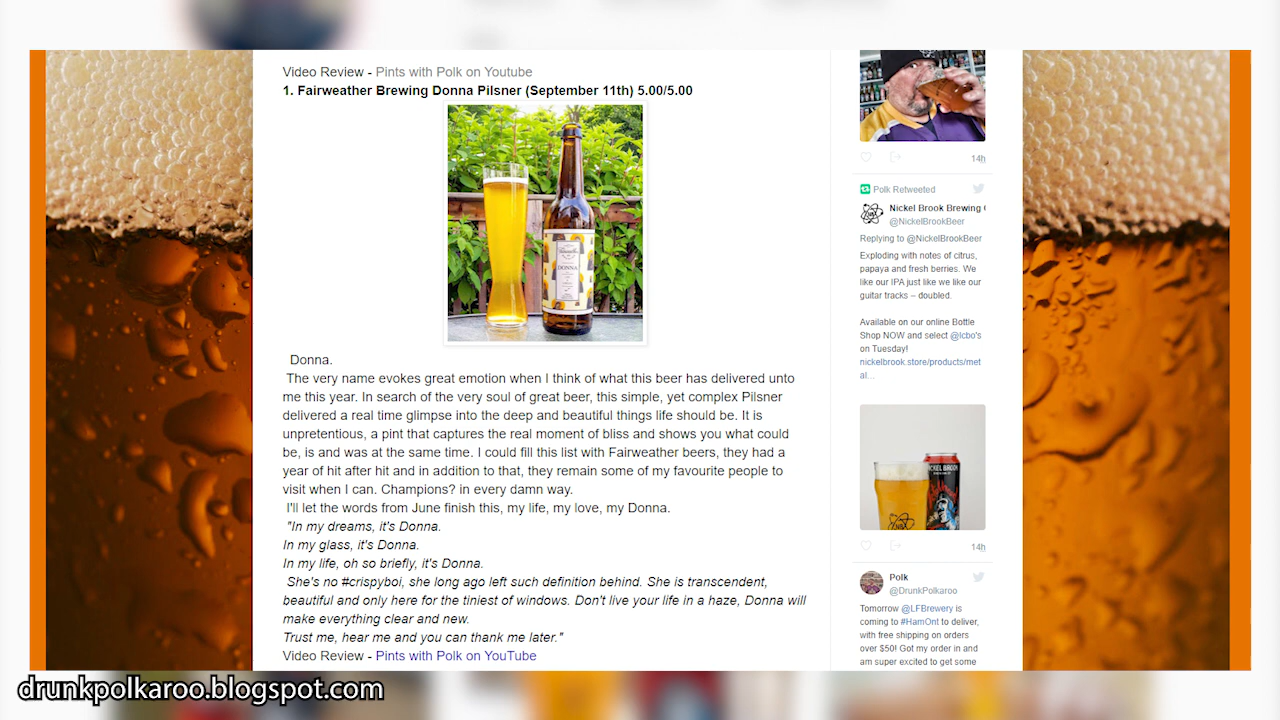 Video Review - Pints with Polk on Youtube
1. Fairweather Brewing Donna Pilsner (September 11th) 5.00/5.00
DONNA
Donna.
The very name evokes great emotion when I think of what this beer has delivered unto
me this year. In search of the very soul of great beer, this simple, yet complex Pilsner
delivered a real time glimpse into the deep and beautiful things life should be. It is
unpretentious, a pint that captures the real moment of bliss and shows you what could
be, is and was at the same time. I could fill this list with Fairweather beers, they had a
year of hit after hit and in addition to that, they remain some of my favourite people to
visit when I can. Champions? in every damn way.
I'll let the words from June finish this, my life, my love, my Donna.
"In my dreams, it's Donna.
In my glass, it's Donna.
In my life, oh so briefly, it's Donna.
She's no #crispyboi, she long ago left such definition behind. She is transcendent,
beautiful and only here for the tiniest of windows. Don't live your life in a haze, Donna will
make everything clear and new.
Trust me, hear me and you can thank me later."
Video Review - Pints with Polk on YouTube
14h
Polk Retweeted
Nickel Brook Brewing
@NickelBrookBeer
Replying to @NickelBrookBeer
Exploding with notes of citrus,
papaya and fresh berries. We
like our IPA just like we like our
guitar tracks – doubled.
Available on our online Bottle
Shop NOW and select @lcbo's
on Tuesday!
nickelbrook.store/products/met
al…
14h
Polk
@DrunkPolkaroo
Tomorrow @LFBrewery is
coming to #HamOnt to deliver,
with free shipping on orders
over $50! Got my order in and
am super excited to get some
drunkpolkaroo.blogspot.com